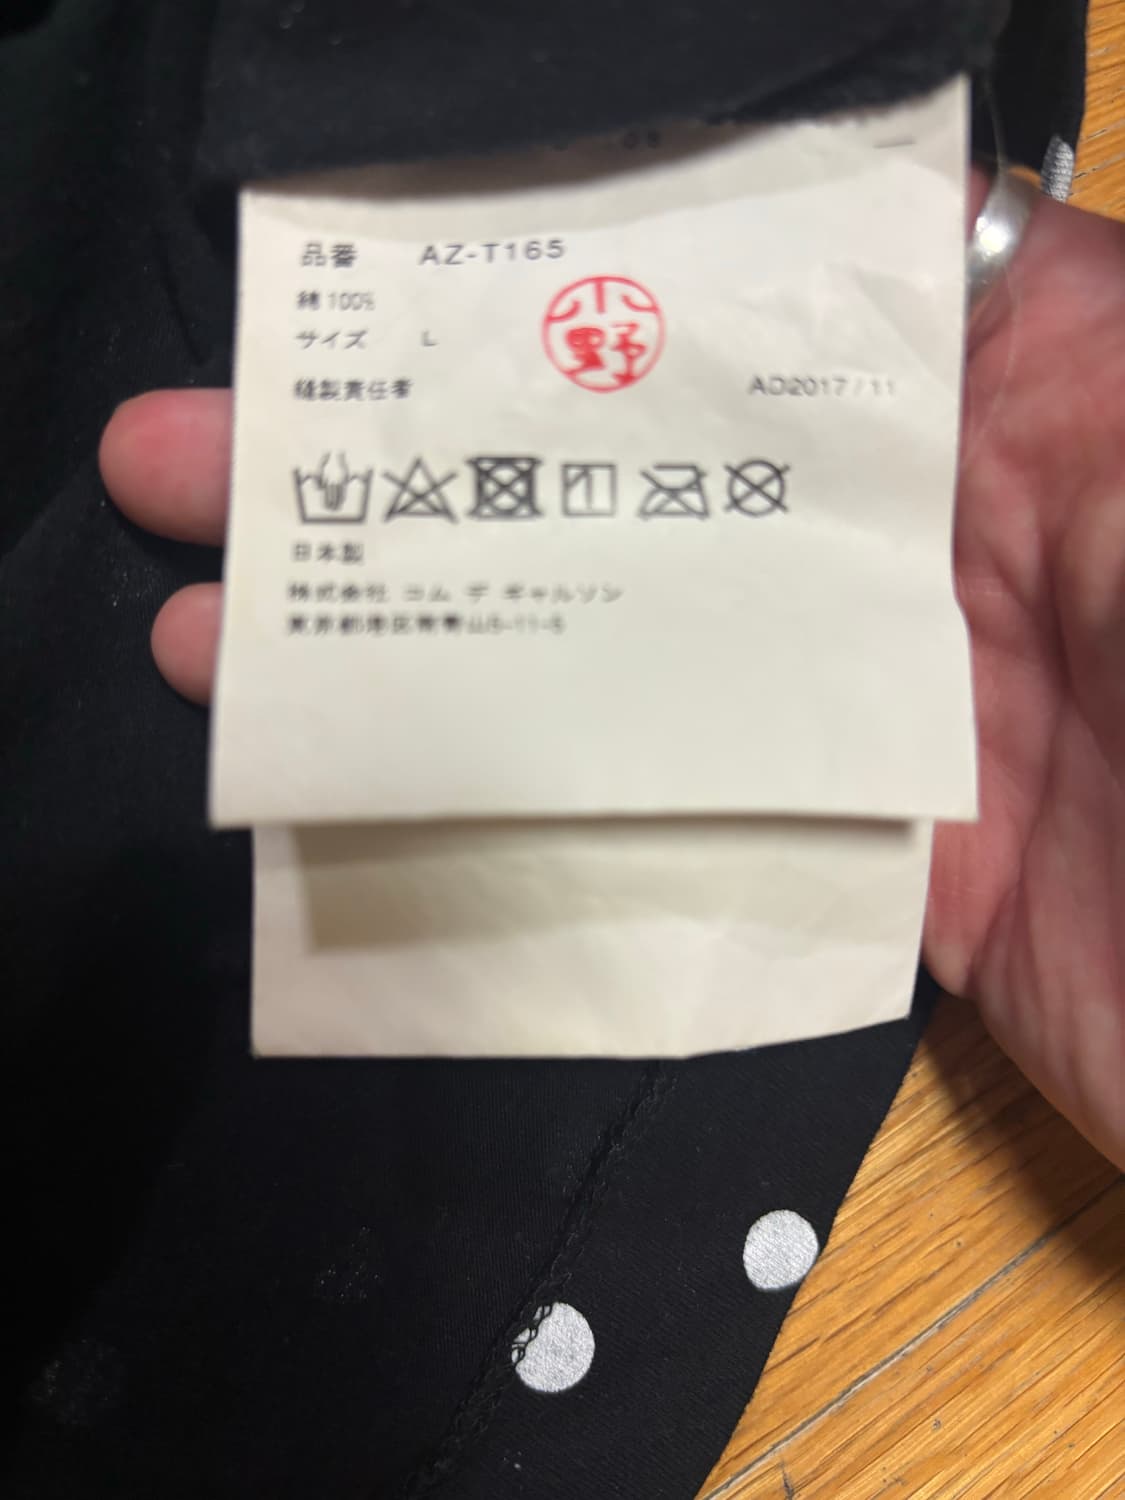 品番 AZ-T165
綿100%
サイズ L
小野
縫製責任者 AD2017/11
日本製
株式会社 コム デ ギャルソン
東京都港区南青山5-11-5